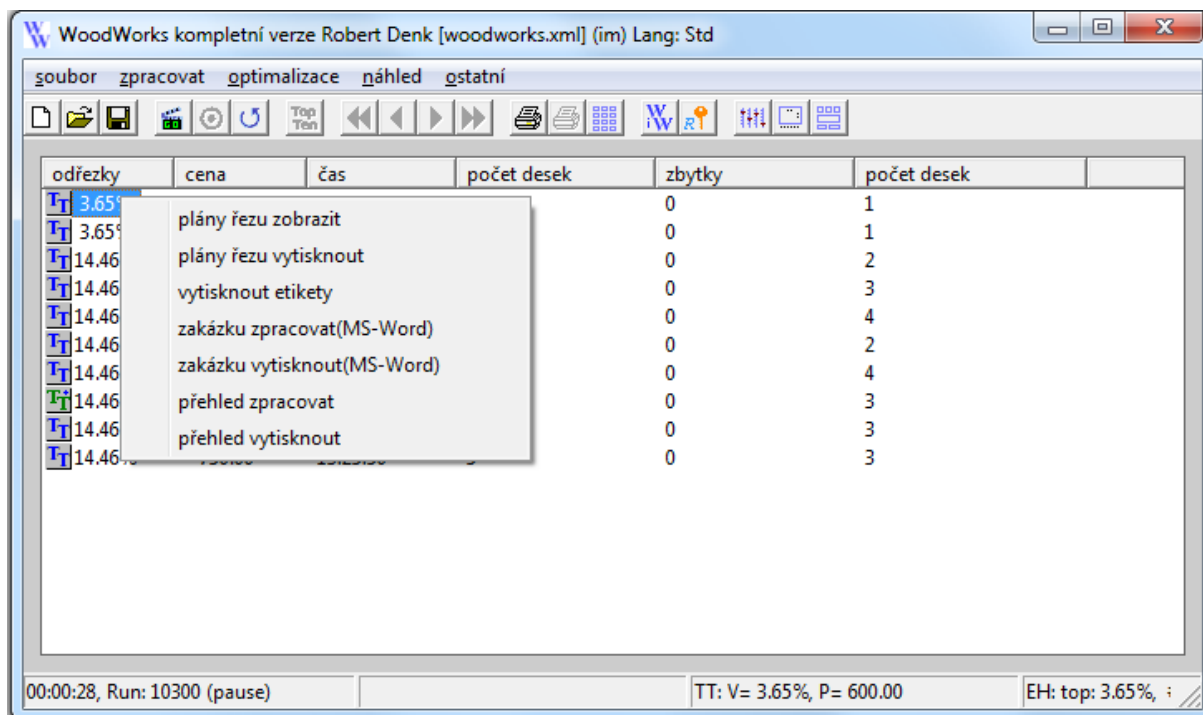 WoodWorks kompletní verze Robert Denk [woodworks.xml] (im) Lang: Std
soubor zpracovat optimalizace náhled ostatní
Top Ten
odřezky cena čas počet desek zbytky počet desek
3.65% 0 1
3.65% 0 1
14.46 0 2
14.46 0 3
14.46 0 4
14.46 0 2
14.46 0 4
14.46 0 3
14.46 0 3
14.46% 0 3
plány řezu zobrazit
plány řezu vytisknout
vytisknout etikety
zakázku zpracovat(MS-Word)
zakázku vytisknout(MS-Word)
přehled zpracovat
přehled vytisknout
00:00:28, Run: 10300 (pause) TT: V= 3.65%, P= 600.00 EH: top: 3.65%,